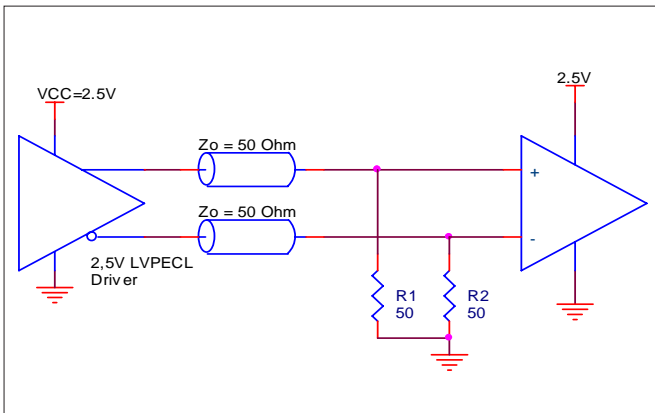 VCC=2.5V
2.5V
Zo = 50 Ohm
+
Zo = 50 Ohm
-
2,5V LVPECL
Driver
R1
50
R2
50